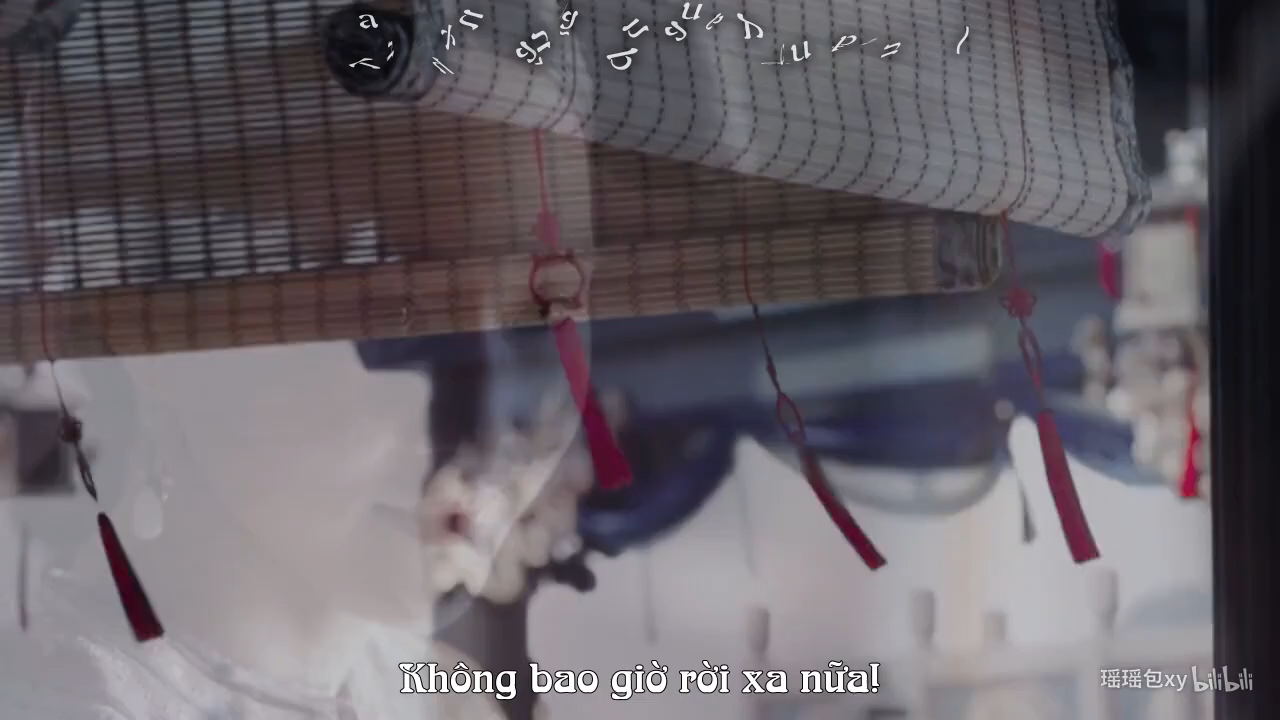 Không bao giờ rời xa nữa!
瑶瑶包xy bilibili